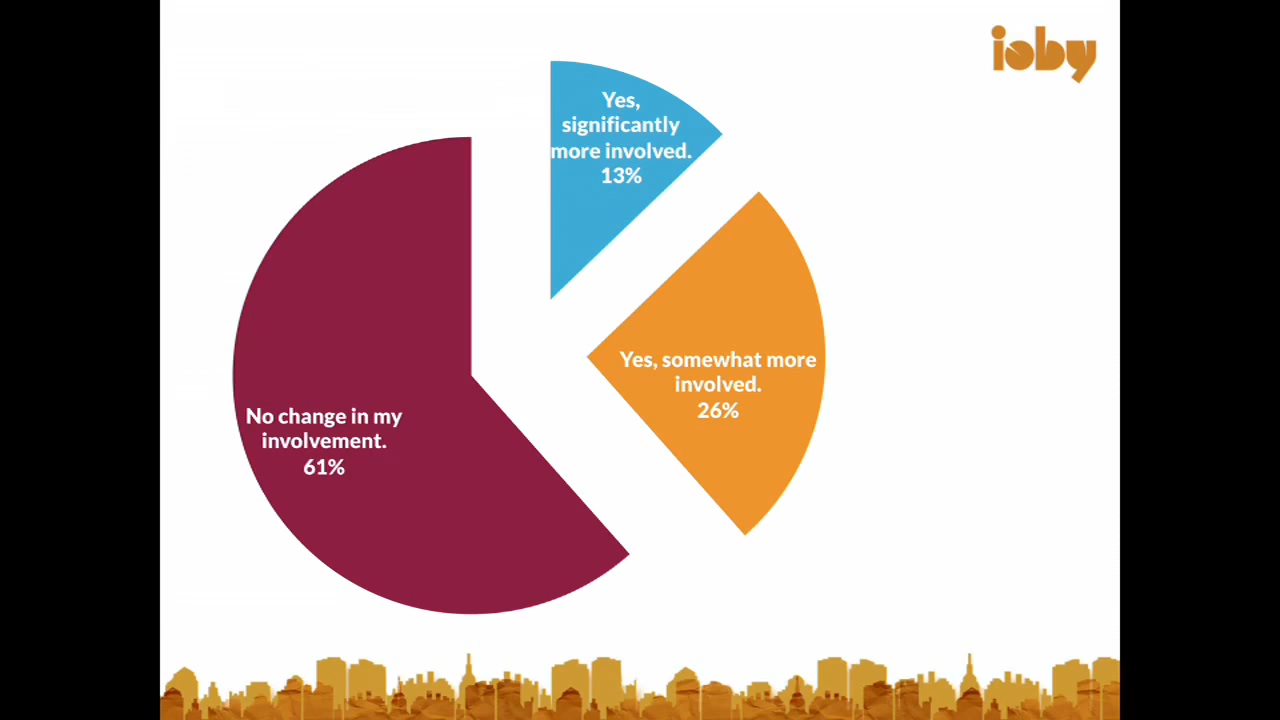 ioby
Yes,
significantly
more involved.
13%
Yes, somewhat more
involved.
26%
No change in my
involvement.
61%